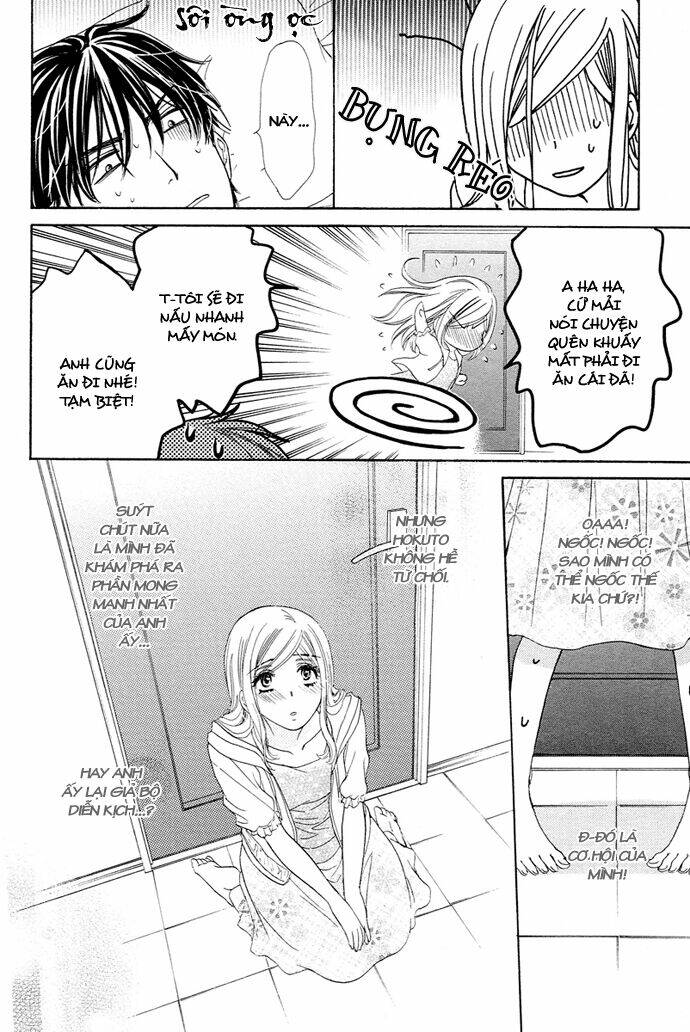 BỤNG RÉO
Sôi òng ọc
NÀY...
A HA HA,
CỨ MẢI
NÓI CHUYỆN
QUÊN KHUẤY
MẤT PHẢI ĐI
ĂN CÁI ĐÃ!
T-TÔI SẼ ĐI
NẤU NHANH
MẤY MÓN.
ANH CŨNG
ĂN ĐI NHÉ!
TẠM BIỆT!
OAAA!
NGỐC! NGỐC!
SAO MÌNH CÓ
THỂ NGỐC THẾ
KIA CHỨ?!
Đ-ĐÓ LÀ
CƠ HỘI CỦA
MÌNH!
NHƯNG
HOKUTO
KHÔNG HỀ
TỪ CHỐI.
SUÝT
CHÚT NỮA
LÀ MÌNH ĐÃ
KHÁM PHÁ RA
PHẦN MONG
MANH NHẤT
CỦA ANH
ẤY...
HAY ANH
ẤY LẠI GIẢ BỘ
DIỄN KỊCH...?